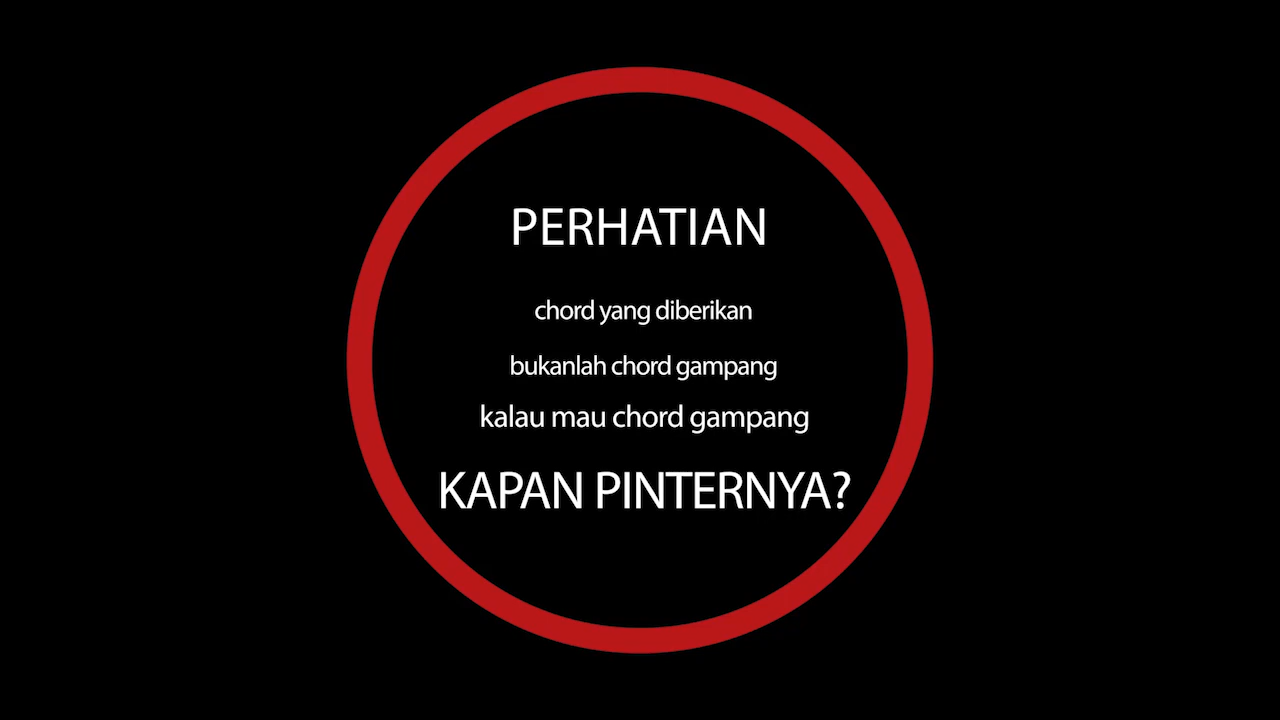 PERHATIAN
chord yang diberikan
bukanlah chord gampang
kalau mau chord gampang
KAPAN PINTERNYA?